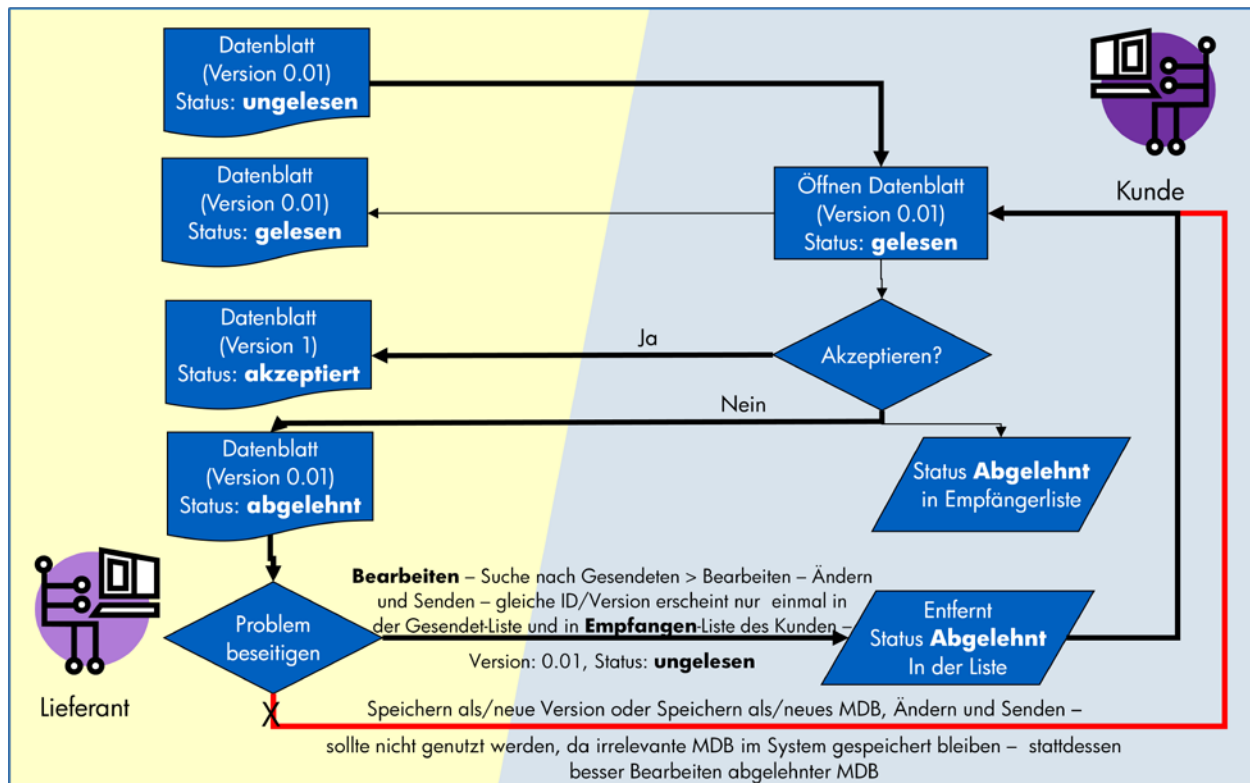 Datenblatt
(Version 0.01)
Status: ungelesen
Datenblatt
(Version 0.01)
Status: gelesen
Öffnen Datenblatt
(Version 0.01)
Status: gelesen
Kunde
Datenblatt
(Version 1)
Status: akzeptiert
Ja
Akzeptieren?
Nein
Datenblatt
(Version 0.01)
Status: abgelehnt
Status Abgelehnt
in Empfängerliste
Bearbeiten – Suche nach Gesendeten > Bearbeiten – Ändern
und Senden – gleiche ID/Version erscheint nur einmal in
der Gesendet-Liste und in Empfangen-Liste des Kunden –
Version: 0.01, Status: ungelesen
Problem
beseitigen
Entfernt
Status Abgelehnt
In der Liste
Lieferant
X
Speichern als/neue Version oder Speichern als/neues MDB, Ändern und Senden –
sollte nicht genutzt werden, da irrelevante MDB im System gespeichert bleiben – stattdessen
besser Bearbeiten abgelehnter MDB